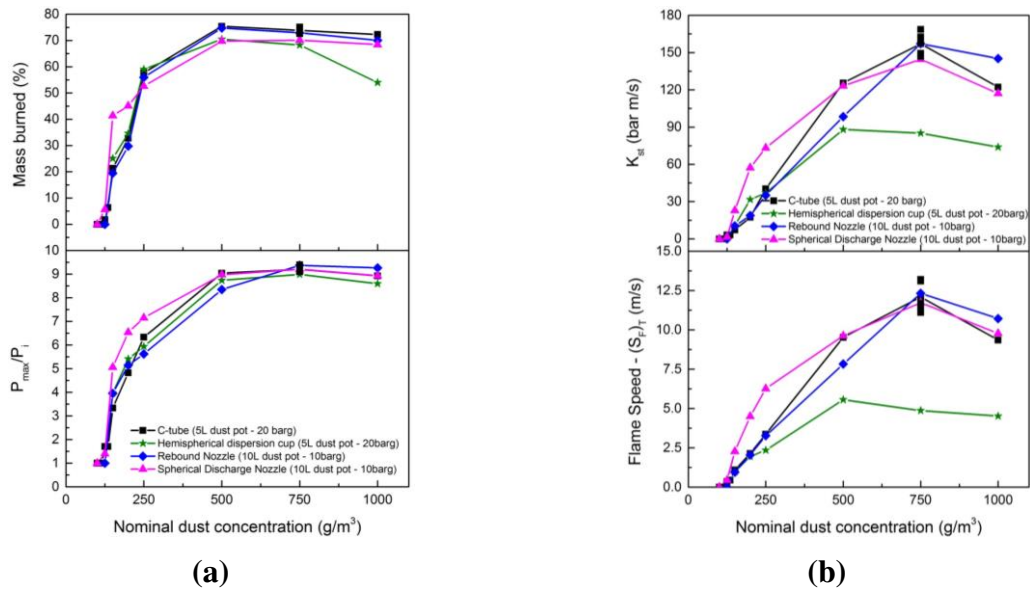 80
70
60
50
40
30
20
10
0
Mass burned (%)
10
9
8
7
6
5
4
3
2
1
0
P_max/P_i
C-tube (5L dust pot - 20 barg)
Hemispherical dispersion cup (5L dust pot - 20barg)
Rebound Nozzle (10L dust pot - 10barg)
Spherical Discharge Nozzle (10L dust pot - 10barg)
0 250 500 750 1000
Nominal dust concentration (g/m³)
(a)
180
150
120
90
60
30
0
K_st (bar m/s)
C-tube (5L dust pot - 20 barg)
Hemispherical dispersion cup (5L dust pot - 20barg)
Rebound Nozzle (10L dust pot - 10barg)
Spherical Discharge Nozzle (10L dust pot - 10barg)
15.0
12.5
10.0
7.5
5.0
2.5
0.0
Flame Speed - (S_F)_T (m/s)
0 250 500 750 1000
Nominal dust concentration (g/m³)
(b)